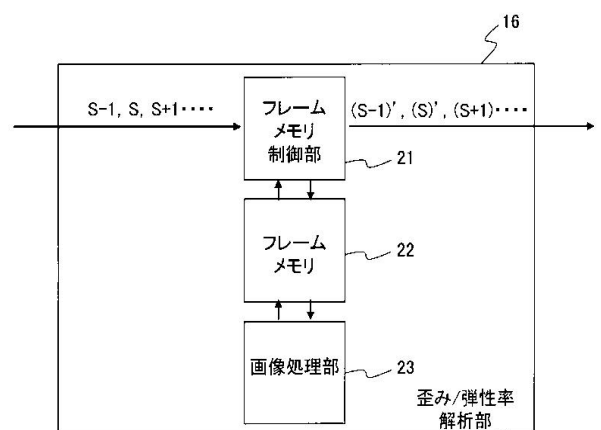 16
S-1, S, S+1････
フレーム
メモリ
制御部
(S-1)', (S)', (S+1)････
21
フレーム
メモリ
22
画像処理部
23
歪み/弾性率
解析部